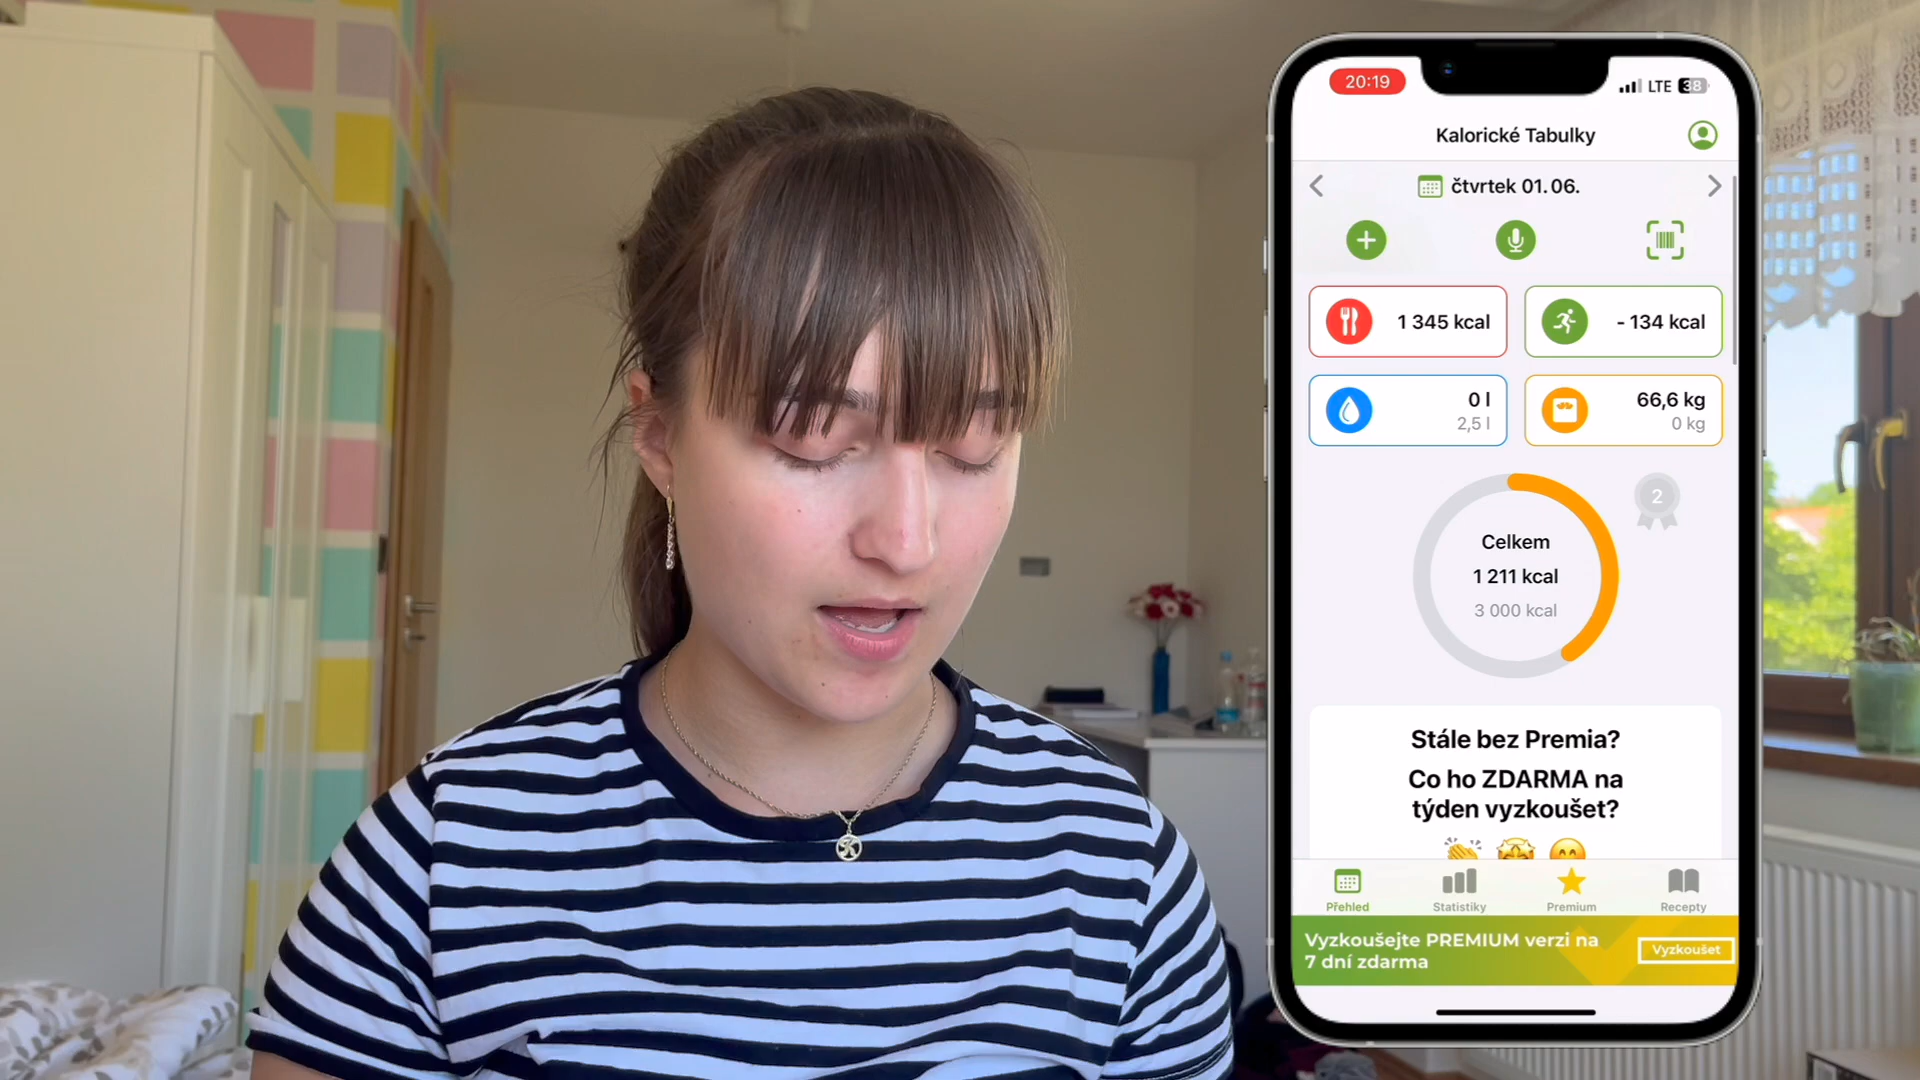 20:19
LTE 38
Kalorické Tabulky
čtvrtek 01. 06.
1 345 kcal
- 134 kcal
0 l
2,5 l
66,6 kg
0 kg
2
Celkem
1 211 kcal
3 000 kcal
Stále bez Premia?
Co ho ZDARMA na
týden vyzkoušet?
Přehled
Statistiky
Premium
Recepty
Vyzkoušejte PREMIUM verzi na
7 dní zdarma
Vyzkoušet
K